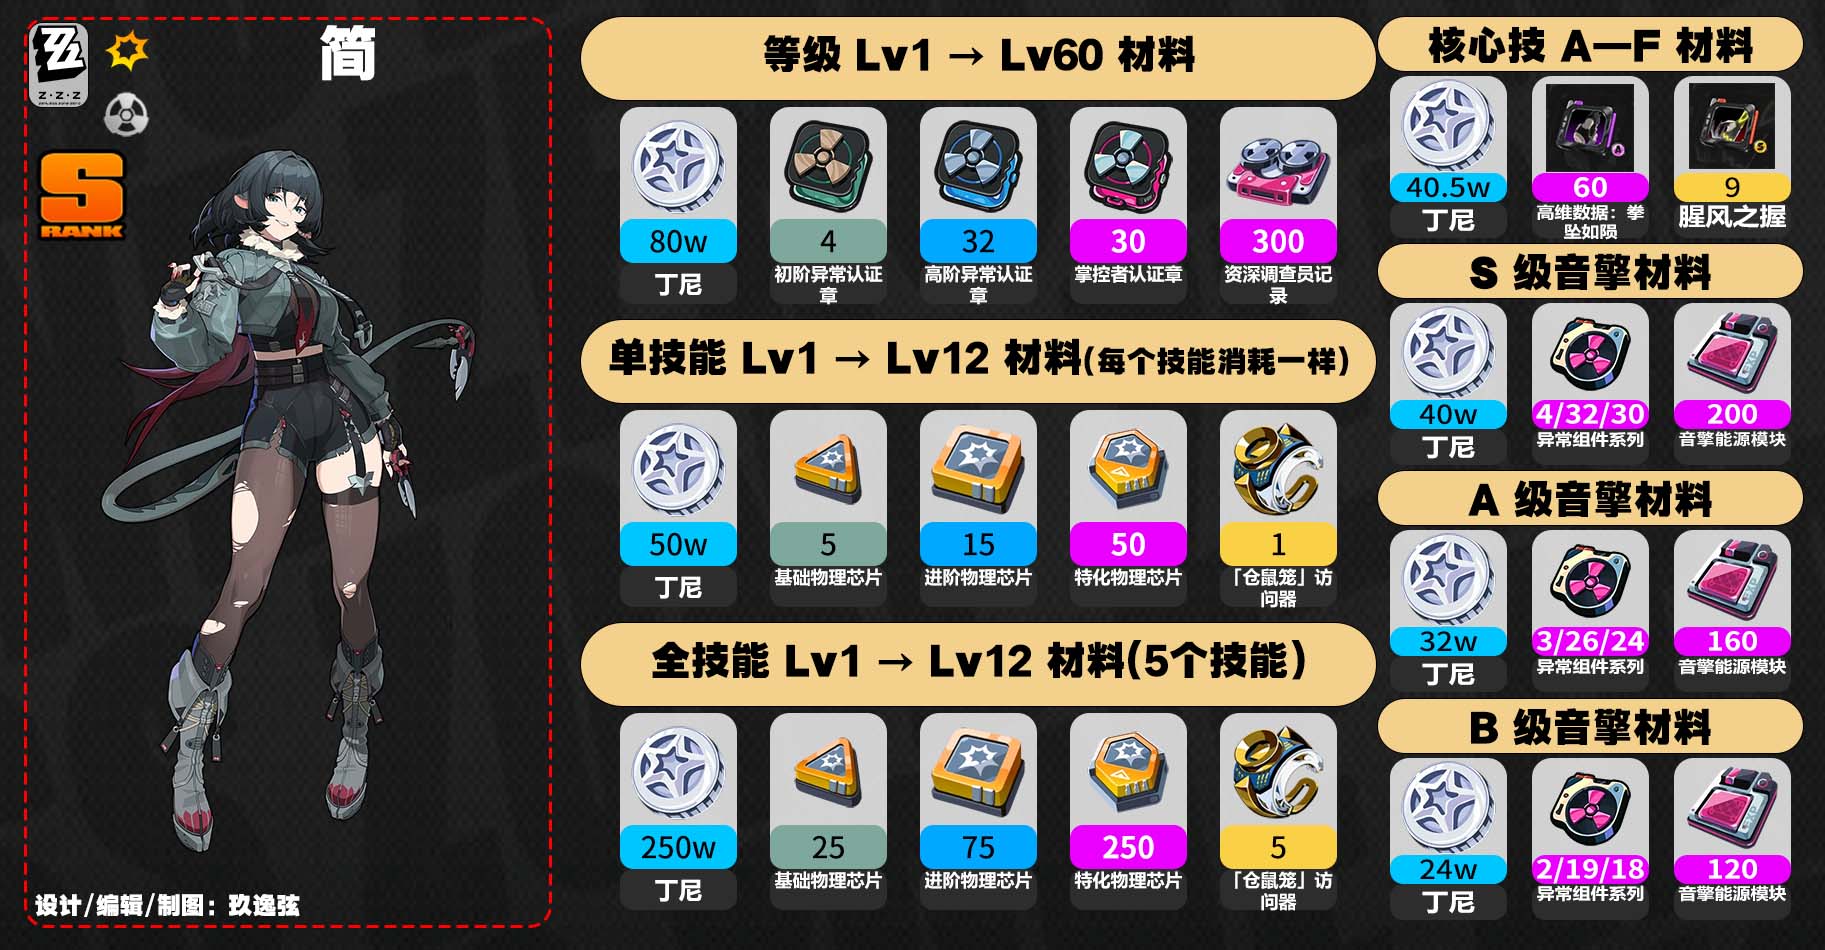 简
Z·Z·Z
S
RANK
设计/编辑/制图：玖逸弦
等级 Lv1 → Lv60 材料
80w
4
32
30
300
丁尼
初阶异常认证章
高阶异常认证章
掌控者认证章
资深调查员记录
单技能 Lv1 → Lv12 材料(每个技能消耗一样)
50w
5
15
50
1
丁尼
基础物理芯片
进阶物理芯片
特化物理芯片
「仓鼠笼」访问器
全技能 Lv1 → Lv12 材料(5个技能)
250w
25
75
250
5
丁尼
基础物理芯片
进阶物理芯片
特化物理芯片
「仓鼠笼」访问器
核心技 A—F 材料
40.5w
60
9
丁尼
高维数据：拳坠如陨
腥风之握
S 级音擎材料
40w
4/32/30
200
丁尼
异常组件系列
音擎能源模块
A 级音擎材料
32w
3/26/24
160
丁尼
异常组件系列
音擎能源模块
B 级音擎材料
24w
2/19/18
120
丁尼
异常组件系列
音擎能源模块